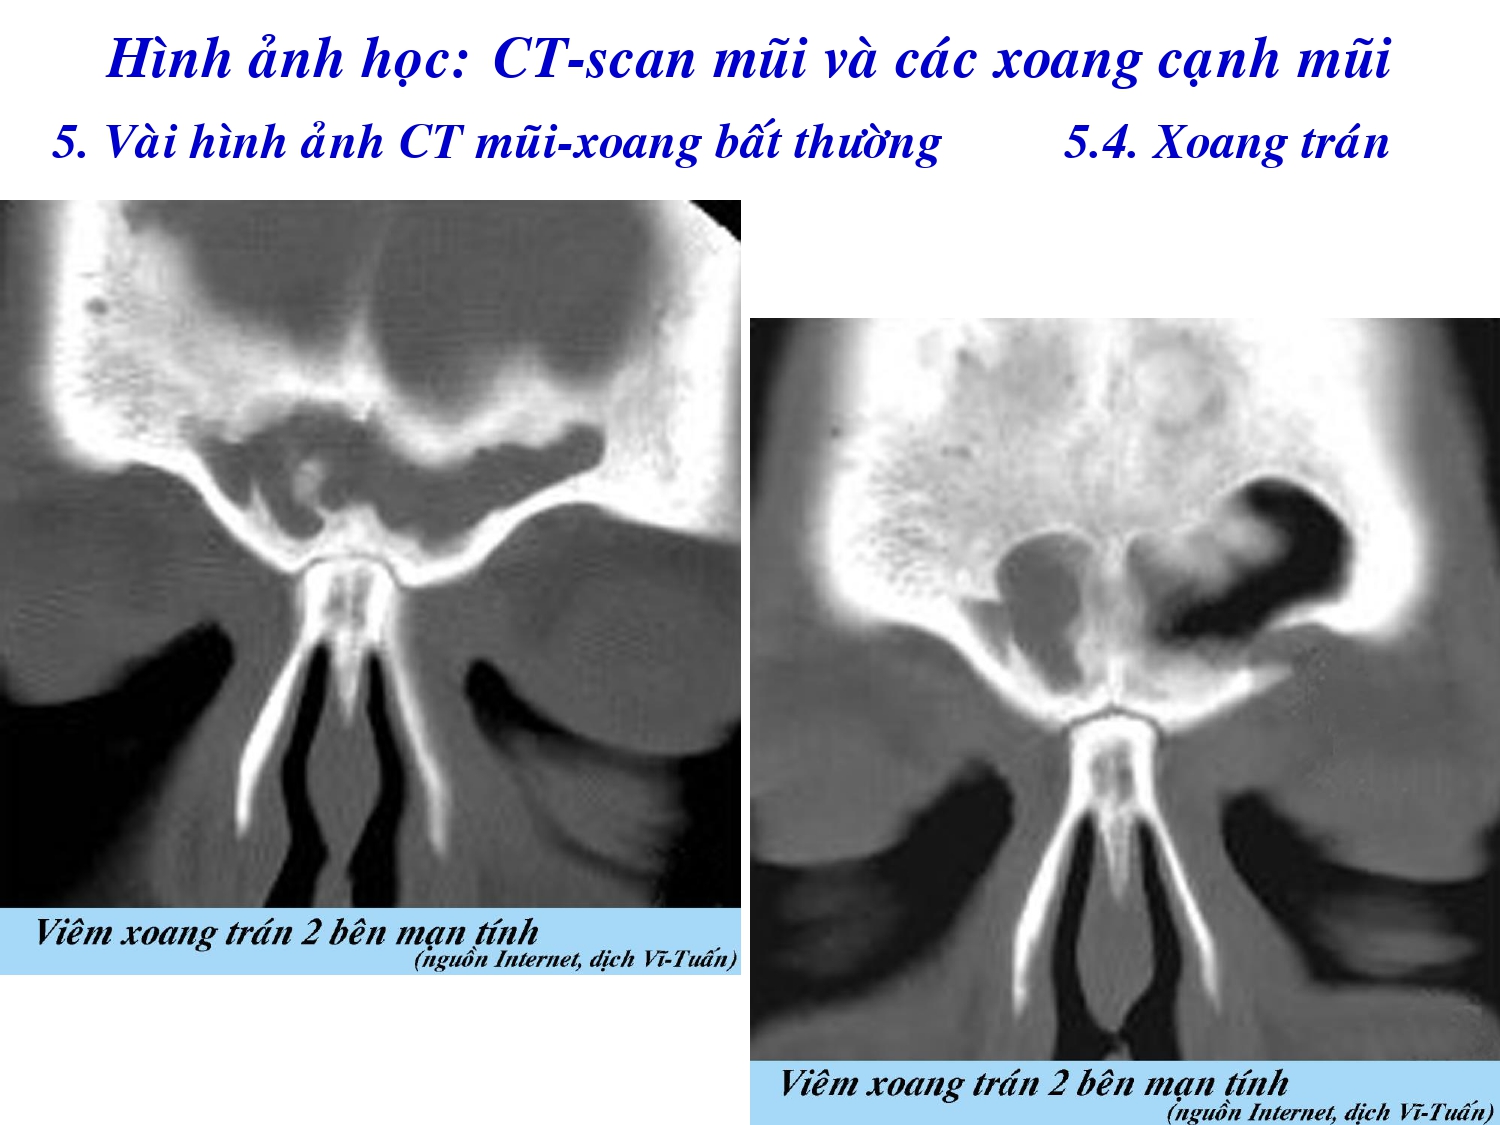 Hình ảnh học: CT-scan mũi và các xoang cạnh mũi
5. Vài hình ảnh CT mũi-xoang bất thường 5.4. Xoang trán
Viêm xoang trán 2 bên mạn tính
(nguồn Internet, dịch Vĩ-Tuấn)
Viêm xoang trán 2 bên mạn tính
(nguồn Internet, dịch Vĩ-Tuấn)